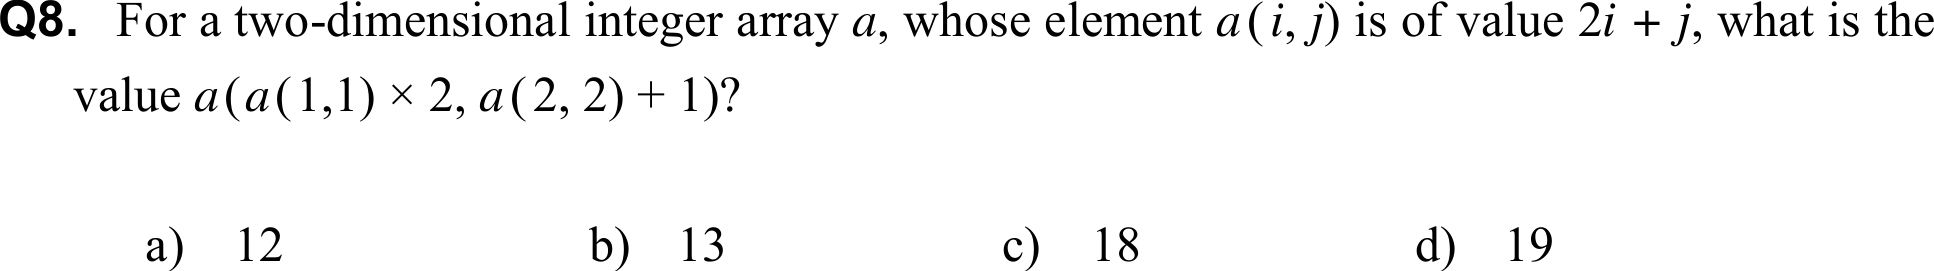 Q8. For a two-dimensional integer array a, whose element a(i, j) is of value 2i + j, what is the
value a(a(1,1) × 2, a(2, 2) + 1)?
a) 12 b) 13 c) 18 d) 19